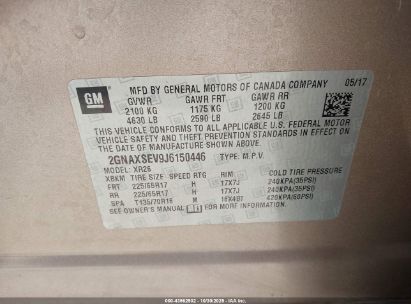 GM
MFD BY GENERAL MOTORS OF CANADA COMPANY 05/17
GVWR GAWR FRT GAWR RR
2100 KG 1175 KG 1200 KG
4630 LB 2590 LB 2645 LB
THIS VEHICLE CONFORMS TO ALL APPLICABLE U.S. FEDERAL MOTOR
VEHICLE SAFETY AND THEFT PREVENTION STANDARDS IN EFFECT ON
THE DATE OF MANUFACTURE SHOWN ABOVE.
2GNAXSEV9J6150446 TYPE: M.P.V.
MODEL: XR26
TIRE SIZE SPEED RTG RIM COLD TIRE PRESSURE
FRT 225/65R17 H 17X7J 240KPA(35PSI)
RR 225/65R17 H 17X7J 240KPA(35PSI)
SPA T135/70R16 M 16X4BT 420KPA(60PSI)
SEE OWNER'S MANUAL FOR ADDITIONAL INFORMATION.